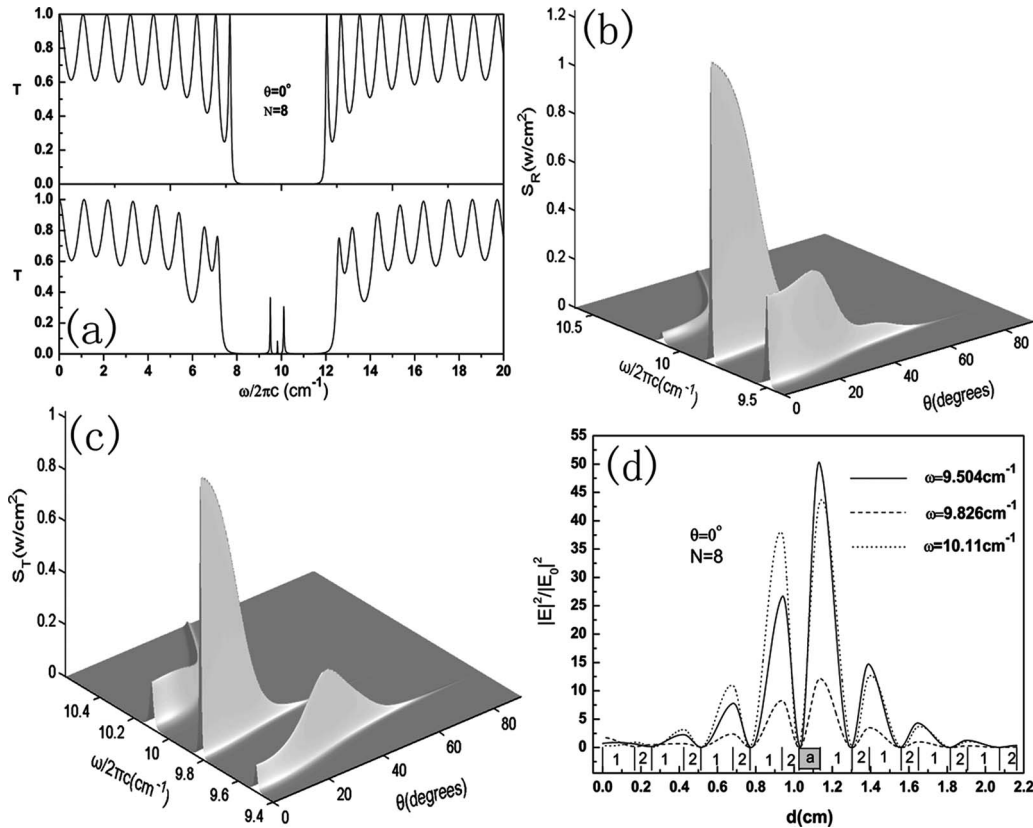 (a)
1.0
0.8
0.6
T
0.4
0.2
0.0
θ=0°
N=8
1.0
0.8
T
0.6
0.4
0.2
0.0
0 2 4 6 8 10 12 14 16 18 20
ω/2πc (cm⁻¹)
(b)
S_R(w/cm²)
1.2
1
0.8
0.6
0.4
0.2
0
10.5
10
9.5
ω/2πc(cm⁻¹)
0
20
40
60
80
θ(degrees)
(c)
S_T(w/cm²)
1
0.8
0.6
0.4
0.2
0
10.4
10.2
10
9.8
9.6
9.4
ω/2πc(cm⁻¹)
0
20
40
60
80
θ(degrees)
(d)
55
50
45
40
35
30
25
20
15
10
5
0
|E|²/|E₀|²
θ=0°
N=8
ω=9.504cm⁻¹
ω=9.826cm⁻¹
ω=10.11cm⁻¹
1 2 1 2 1 2 1 2 a 1 2 1 2 1 2 1 2
0.0 0.2 0.4 0.6 0.8 1.0 1.2 1.4 1.6 1.8 2.0 2.2
d(cm)